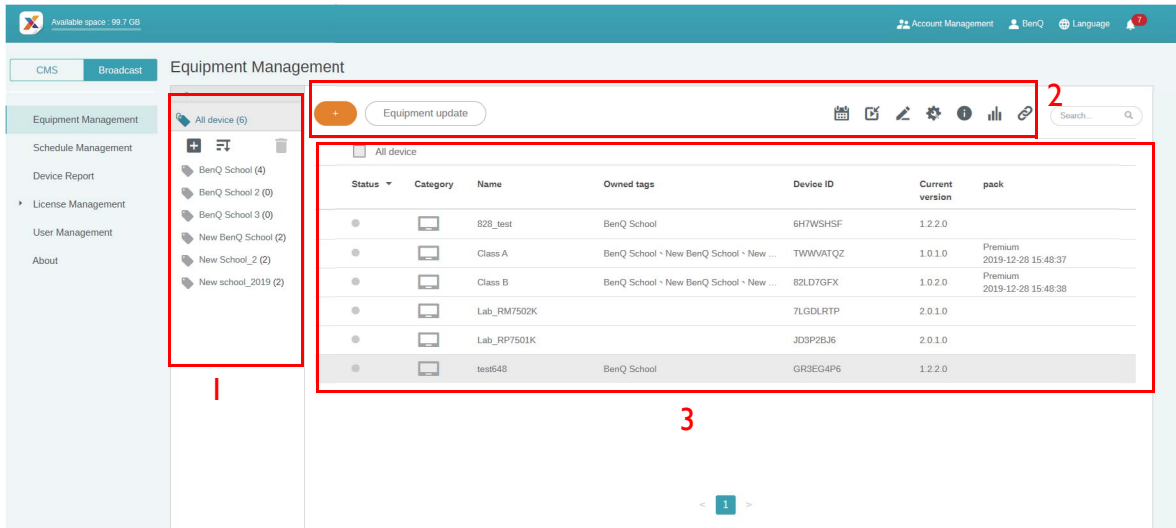 Available space : 99.7 GB
Account Management
BenQ
Language
7
CMS
Broadcast
Equipment Management
Equipment Management
Schedule Management
Device Report
License Management
User Management
About
All device (6)
BenQ School (4)
BenQ School 2 (0)
BenQ School 3 (0)
New BenQ School (2)
New School_2 (2)
New school_2019 (2)
1
+
Equipment update
2
Search...
All device
Status Category Name Owned tags Device ID Current version pack
828_test BenQ School 6H7WSHSF 1.2.2.0
Class A BenQ School、New BenQ School、New ... TWWVATQZ 1.0.1.0 Premium 2019-12-28 15:48:37
Class B BenQ School、New BenQ School、New ... 82LD7GFX 1.0.2.0 Premium 2019-12-28 15:48:38
Lab_RM7502K 7LGDLRTP 2.0.1.0
Lab_RP7501K JD3P2BJ6 2.0.1.0
test648 BenQ School GR3EG4P6 1.2.2.0
3
< 1 >